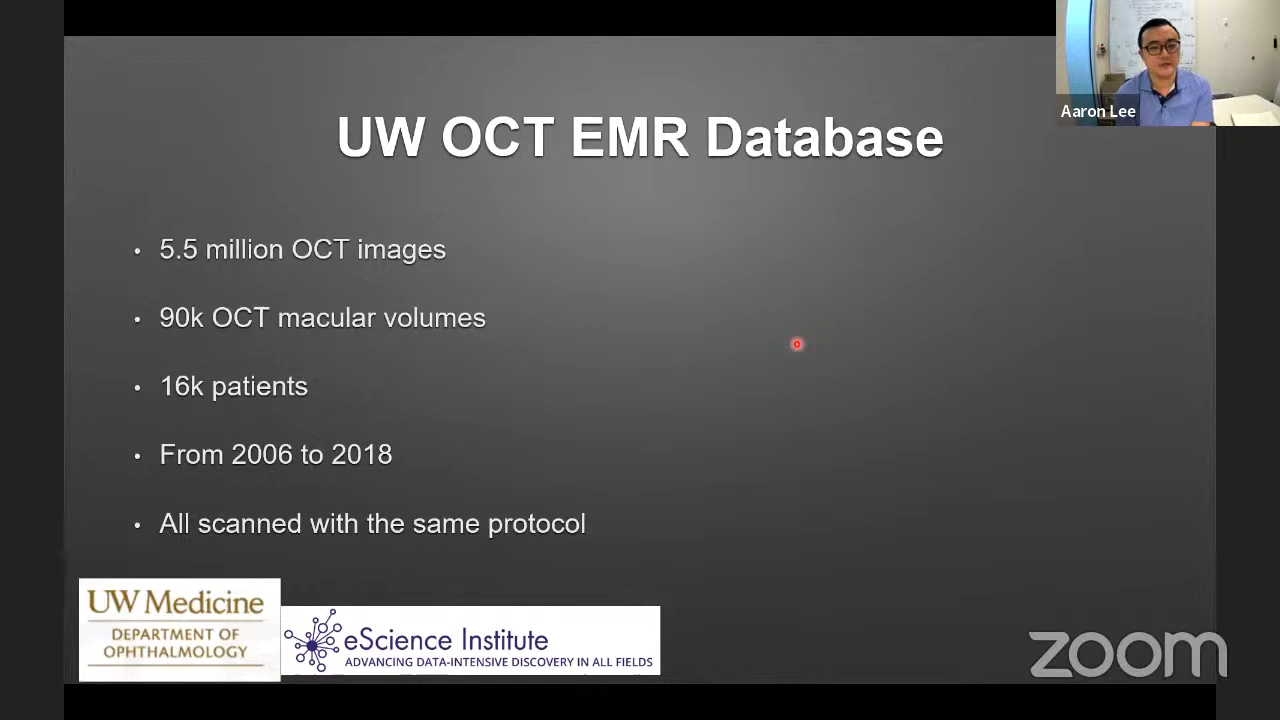 Aaron Lee
UW OCT EMR Database
• 5.5 million OCT images
• 90k OCT macular volumes
• 16k patients
• From 2006 to 2018
• All scanned with the same protocol
UW Medicine
DEPARTMENT OF
OPHTHALMOLOGY
eScience Institute
ADVANCING DATA-INTENSIVE DISCOVERY IN ALL FIELDS
zoom